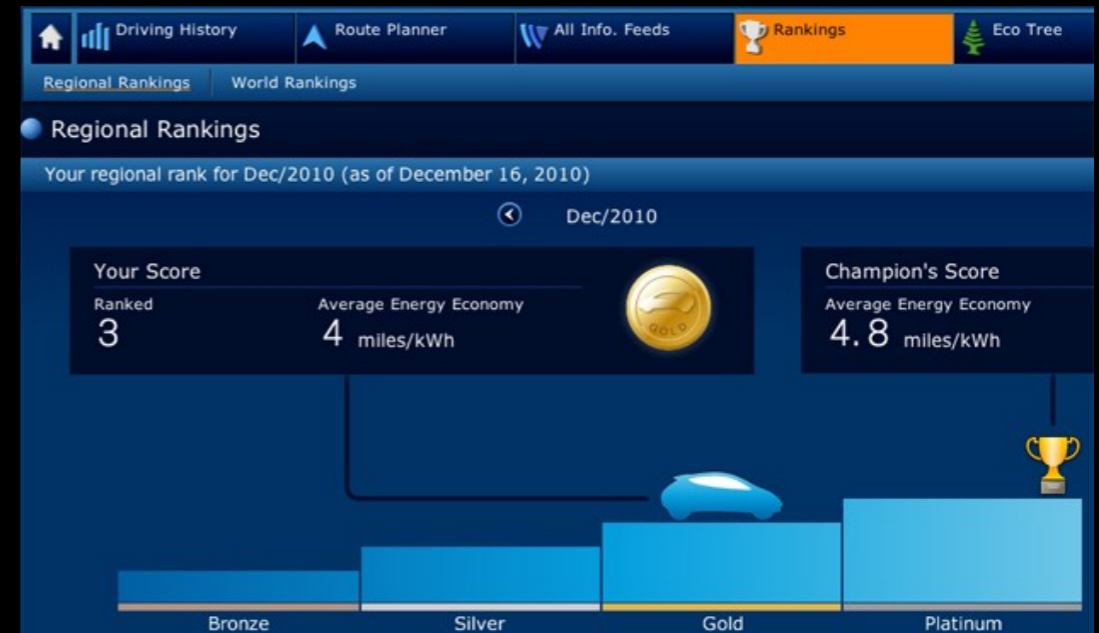 Driving History
Route Planner
All Info. Feeds
Rankings
Eco Tree
Regional Rankings
World Rankings
Regional Rankings
Your regional rank for Dec/2010 (as of December 16, 2010)
Dec/2010
Your Score
Ranked
3
Average Energy Economy
4 miles/kWh
GOLD
Champion's Score
Average Energy Economy
4.8 miles/kWh
Bronze
Silver
Gold
Platinum